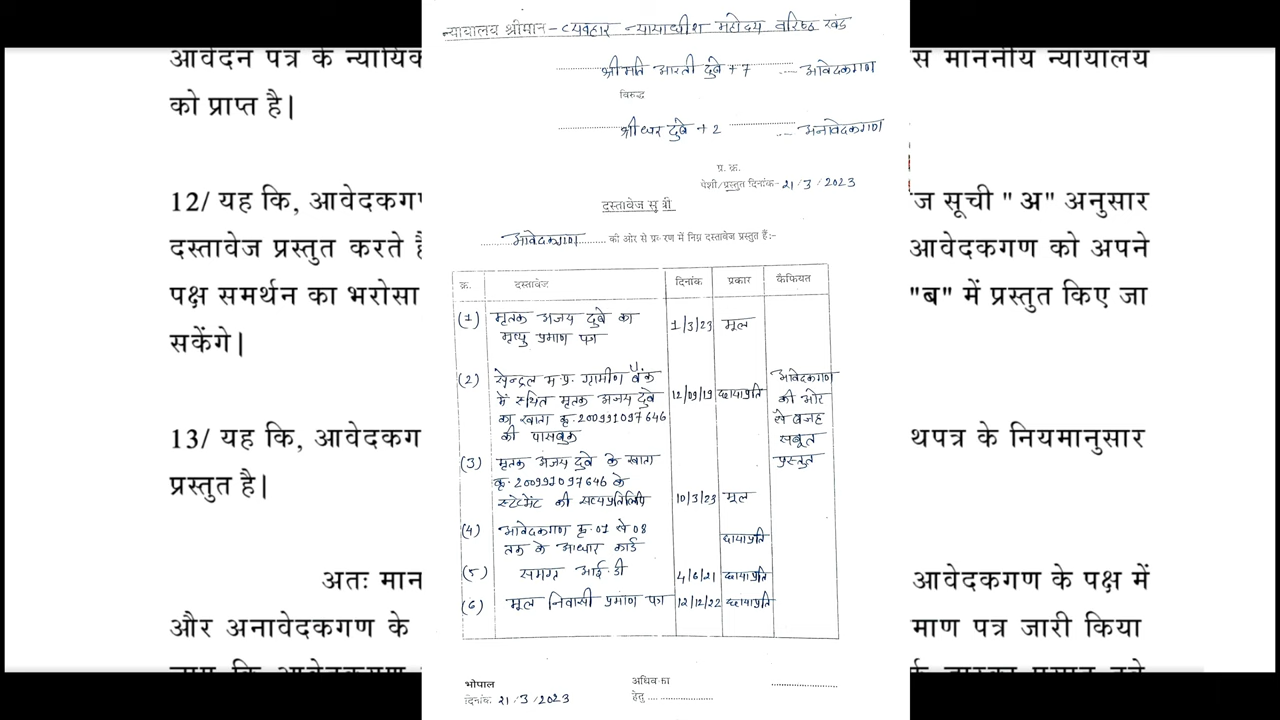 न्यायालय श्रीमान - व्यवहार न्यायाधीश महोदय वरिष्ठ खंड
श्रीमति आरती दुबे + 7 ---- आवेदकगण
विरुद्ध
श्रीधर दुबे + 2 ---- अनावेदकगण
प्र. क्र.
पेशी/प्रस्तुत दिनांक- 21/3/2023
दस्तावेज सूची
आवेदकगण की ओर से प्रकरण में निम्न दस्तावेज प्रस्तुत हैं:-
क्र. दस्तावेज दिनांक प्रकार कैफियत
(1) मृतक अजय दुबे का 1/3/23 मूल
मृत्यु प्रमाण पत्र
(2) सेन्ट्रल म.प्र. ग्रामीण बैंक
में स्थित मृतक अजय दुबे 12/09/19 छायाप्रति
का खाता कृ. 200991097646
की पासबुक
आवेदकगण
की ओर
से वजह
सबूत
प्रस्तुत
(3) मृतक अजय दुबे के खाता
कृ. 200991097646 के
स्टेटमेंट की सत्यप्रतिलिपि 10/3/23 मूल
(4) आवेदकगण कृ. 01 से 08
तक के आधार कार्ड छायाप्रति
(5) समग्र आई.डी 4/6/21 छायाप्रति
(6) मूल निवासी प्रमाण पत्र 12/12/22 छायाप्रति
भोपाल
दिनांक 21/3/2023
अधिवक्ता
हेतु
आवेदन पत्र के न्यायिक
को प्राप्त है|
12/ यह कि, आवेदकगण
दस्तावेज प्रस्तुत करते है
पक्ष समर्थन का भरोसा
सकेंगे|
13/ यह कि, आवेदकग
प्रस्तुत है|
अतः मान
और अनावेदकगण के
स माननीय न्यायालय
ज सूची " अ" अनुसार
आवेदकगण को अपने
"ब" में प्रस्तुत किए जा
थपत्र के नियमानुसार
आवेदकगण के पक्ष में
माण पत्र जारी किया